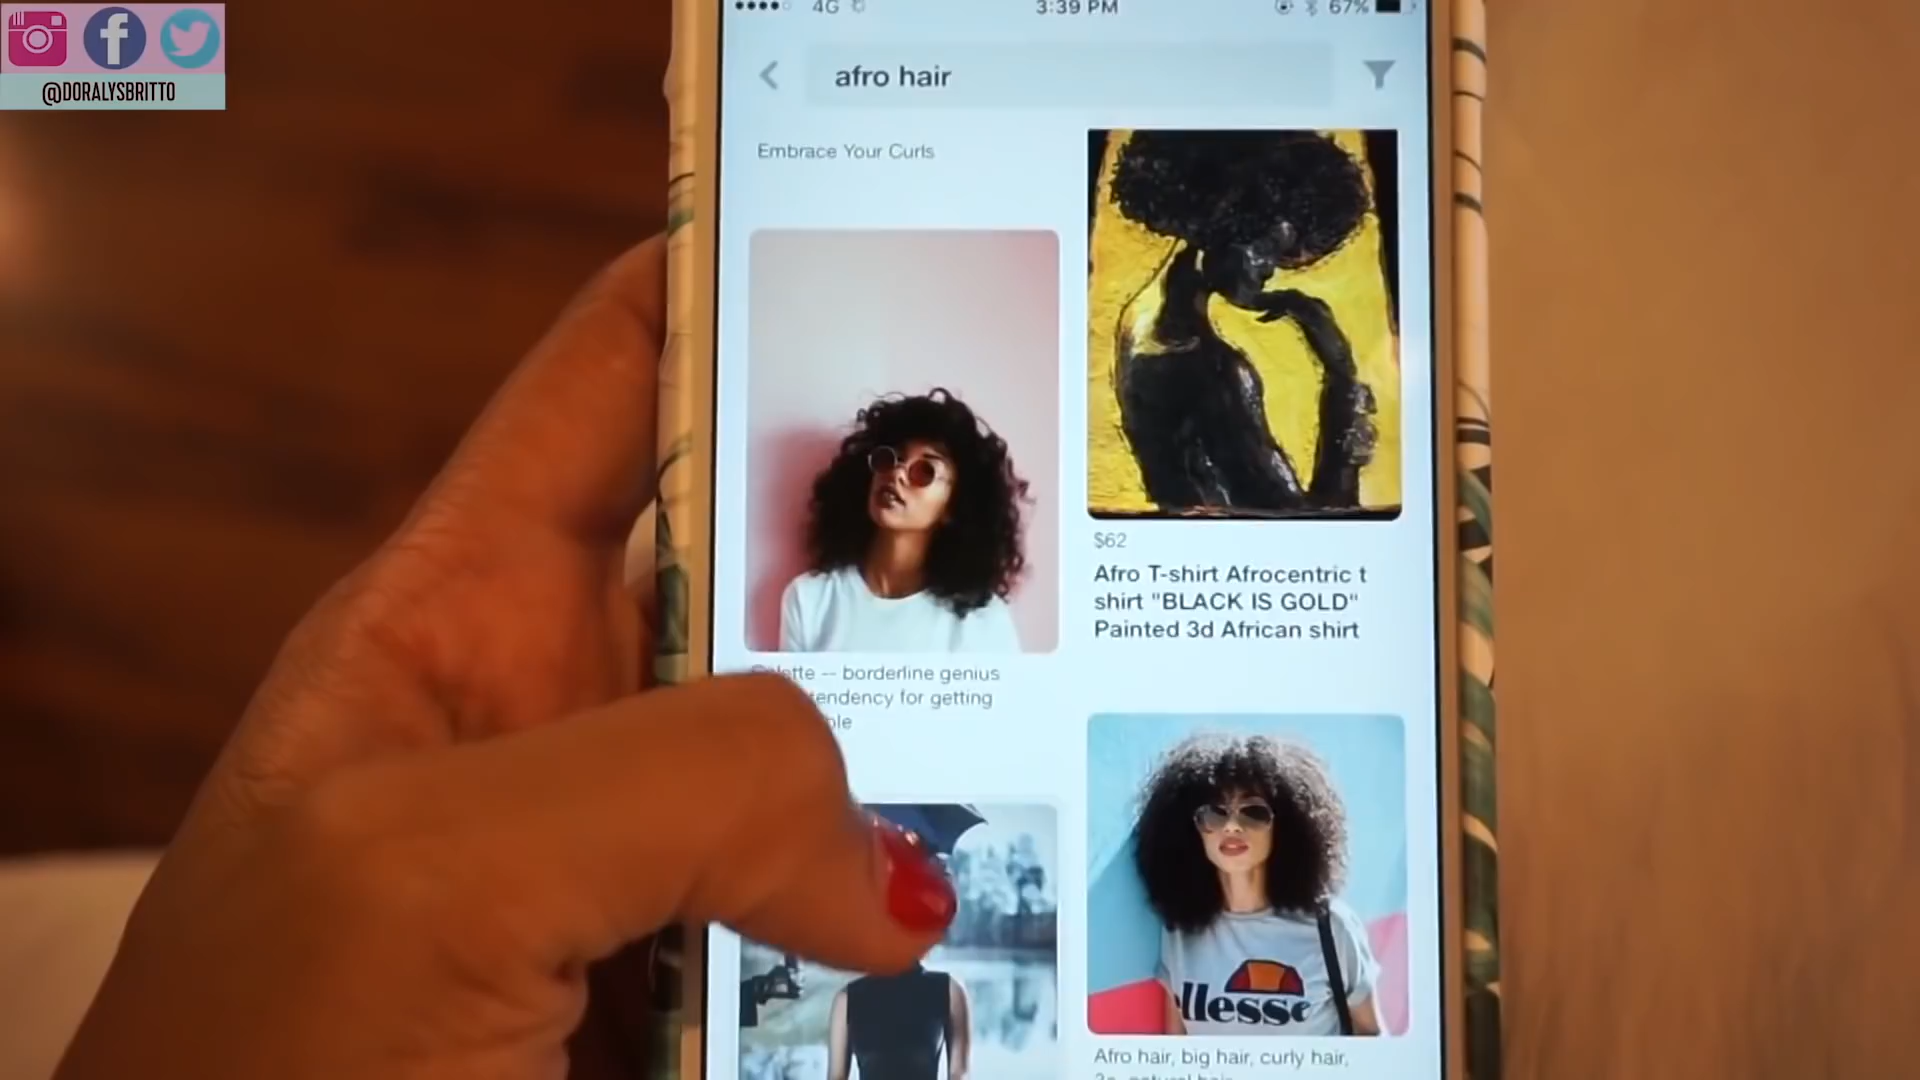 @DORALYSBRITTO
4G
3:39 PM
67%
afro hair
Embrace Your Curls
$62
Afro T-shirt Afrocentric t
shirt "BLACK IS GOLD"
Painted 3d African shirt
-- borderline genius
tendency for getting
ellesse
Afro hair, big hair, curly hair,